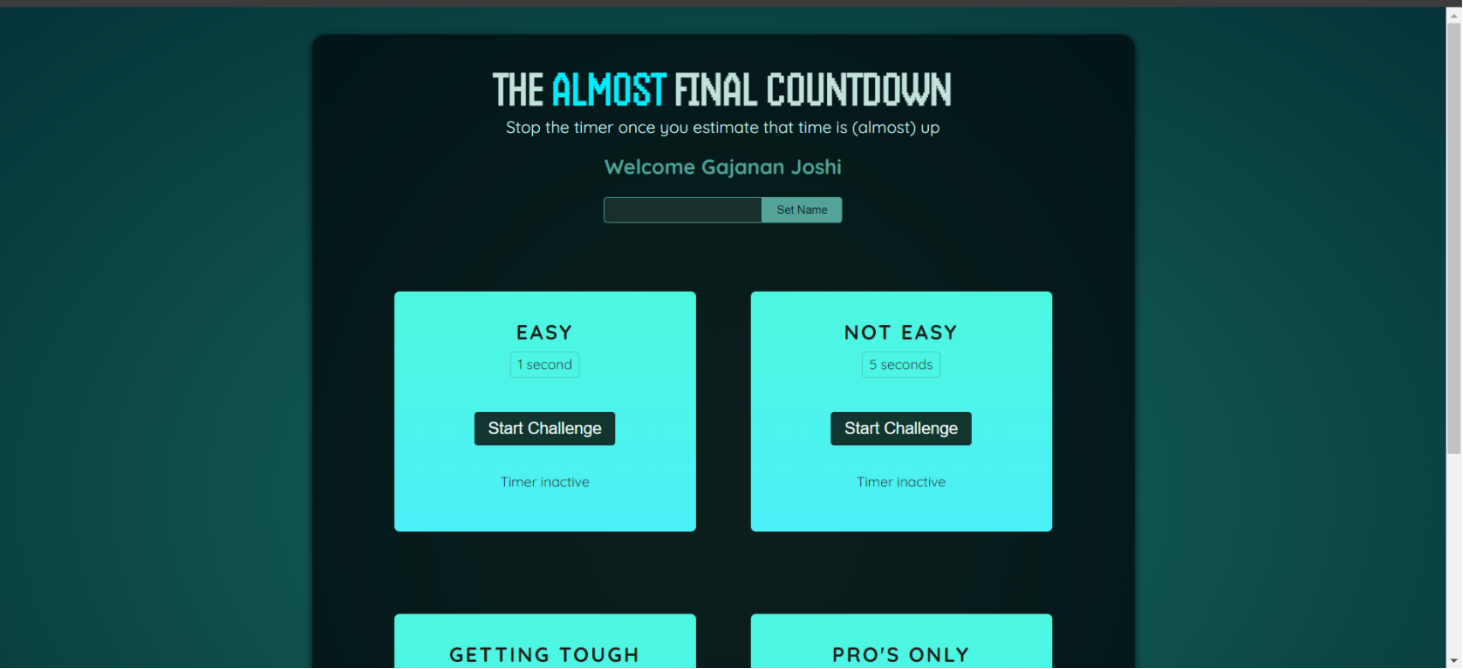 THE ALMOST FINAL COUNTDOWN
Stop the timer once you estimate that time is (almost) up
Welcome Gajanan Joshi
Set Name
EASY
1 second
Start Challenge
Timer inactive
NOT EASY
5 seconds
Start Challenge
Timer inactive
GETTING TOUGH
PRO'S ONLY